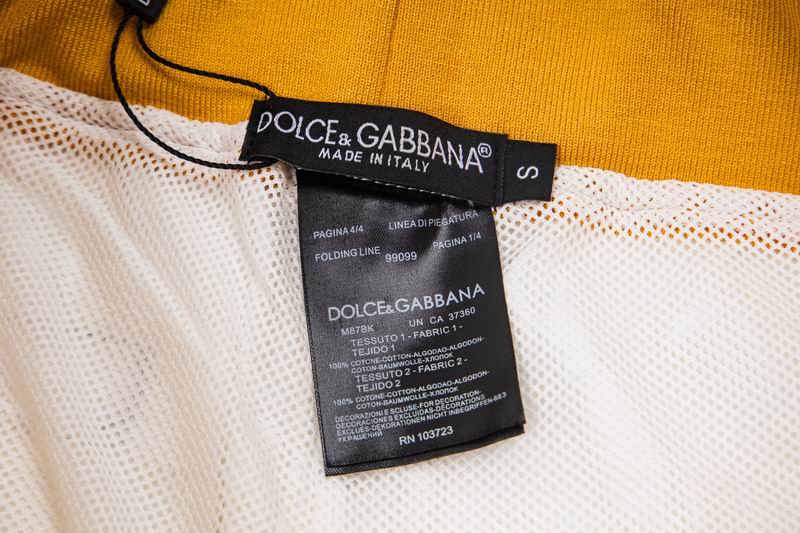 DOLCE&GABBANA®
MADE IN ITALY
S
PAGINA 4/4 LINEA DI PIEGATURA
FOLDING LINE 99099 PAGINA 1/4
DOLCE&GABBANA
M87BK UN CA 37360
TESSUTO 1 - FABRIC 1 -
TEJIDO 1
100% COTONE-COTTON-ALGODAO-ALGODON-
COTON-BAUMWOLLE-ХЛОПОК
TESSUTO 2 - FABRIC 2 -
TEJIDO 2
100% COTONE-COTTON-ALGODAO-ALGODON-
COTON-BAUMWOLLE-ХЛОПОК
DECORAZIONI E SCLUSE-FOR DECORATION-
DECORACIONES EXCLUIDAS-DÉCORATIONS
EXCLUES-DEKORATIONEN NICHT INBEGRIFFEN-БЕЗ
УКРАШЕНИЙ RN 103723